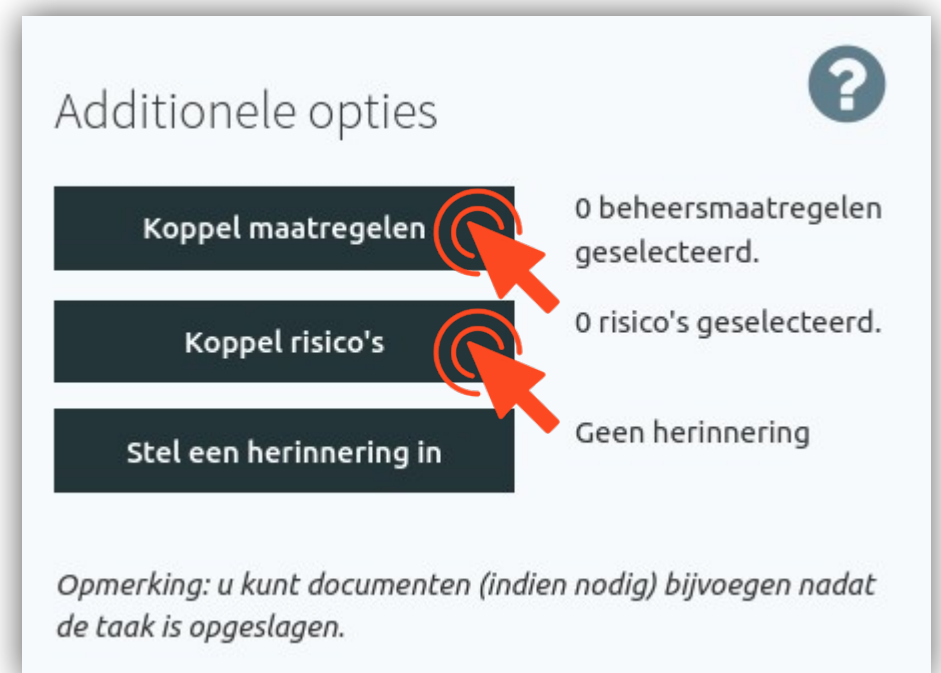 Additionele opties
?
Koppel maatregelen
0 beheersmaatregelen
geselecteerd.
Koppel risico's
0 risico's geselecteerd.
Stel een herinnering in
Geen herinnering
Opmerking: u kunt documenten (indien nodig) bijvoegen nadat
de taak is opgeslagen.